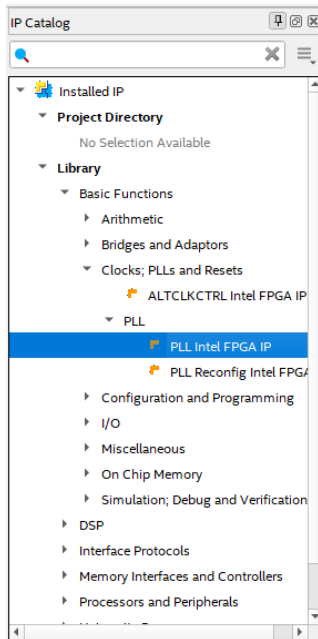 IP Catalog
Installed IP
Project Directory
No Selection Available
Library
Basic Functions
Arithmetic
Bridges and Adaptors
Clocks; PLLs and Resets
ALTCLKCTRL Intel FPGA IP
PLL
PLL Intel FPGA IP
PLL Reconfig Intel FPGA
Configuration and Programming
I/O
Miscellaneous
On Chip Memory
Simulation; Debug and Verification
DSP
Interface Protocols
Memory Interfaces and Controllers
Processors and Peripherals